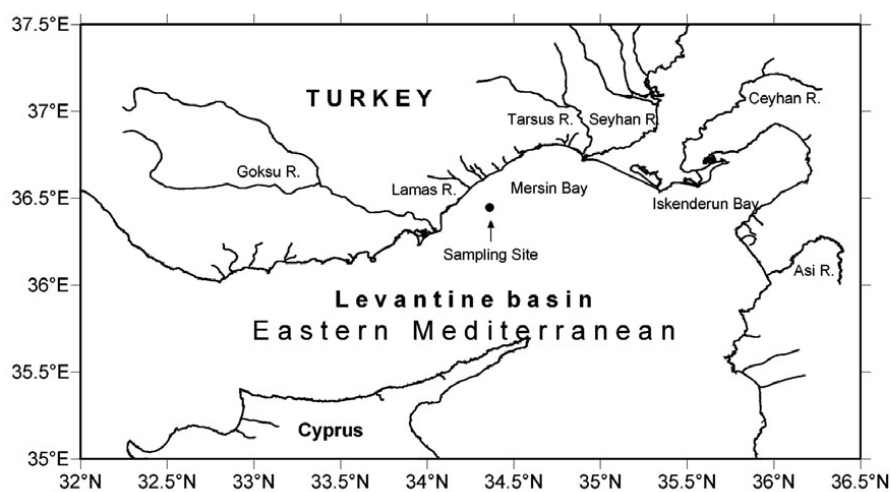 37.5°E
TURKEY
37°E
Ceyhan R.
Tarsus R.
Seyhan R.
Goksu R.
Lamas R.
Mersin Bay
36.5°E
Iskenderun Bay
Sampling Site
Asi R.
36°E
Levantine basin
Eastern Mediterranean
35.5°E
Cyprus
35°E
32°N 32.5°N 33°N 33.5°N 34°N 34.5°N 35°N 35.5°N 36°N 36.5°N